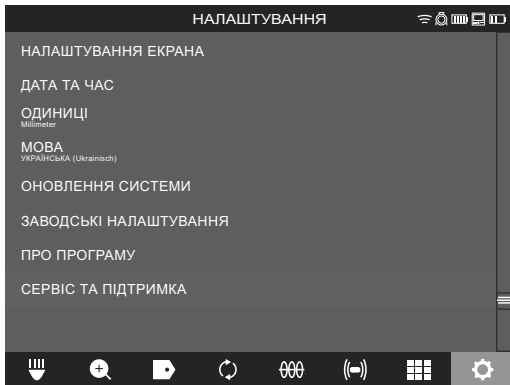 НАЛАШТУВАННЯ
НАЛАШТУВАННЯ ЕКРАНА
ДАТА ТА ЧАС
ОДИНИЦІ
Millimeter
МОВА
УКРАЇНСЬКА (Ukrainisch)
ОНОВЛЕННЯ СИСТЕМИ
ЗАВОДСЬКІ НАЛАШТУВАННЯ
ПРО ПРОГРАМУ
СЕРВІС ТА ПІДТРИМКА